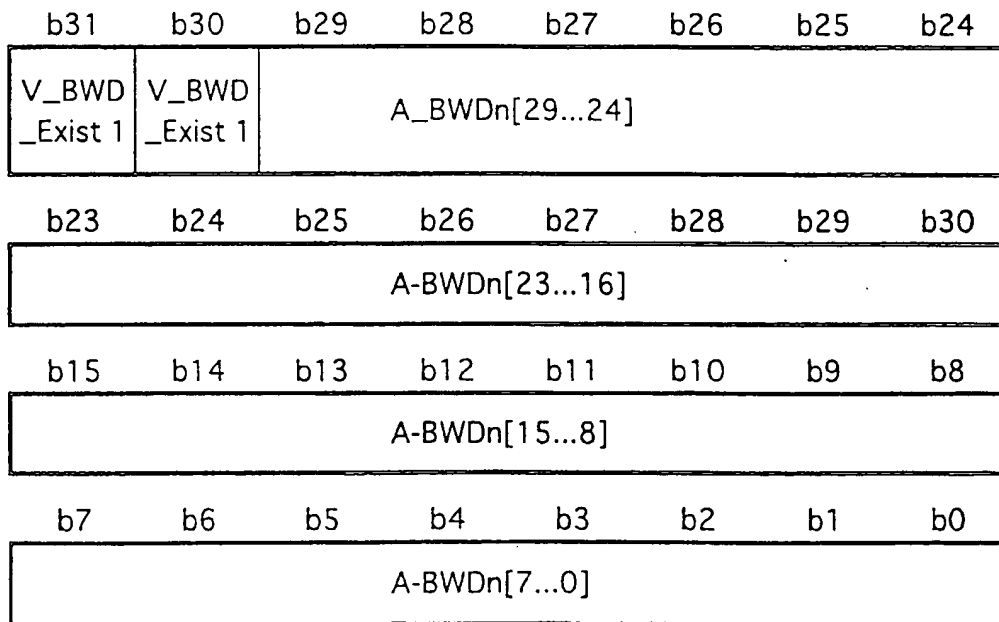 b31 b30 b29 b28 b27 b26 b25 b24
V_BWD V_BWD
_Exist 1 _Exist 1
A_BWDn[29...24]
b23 b24 b25 b26 b27 b28 b29 b30
A-BWDn[23...16]
b15 b14 b13 b12 b11 b10 b9 b8
A-BWDn[15...8]
b7 b6 b5 b4 b3 b2 b1 b0
A-BWDn[7...0]